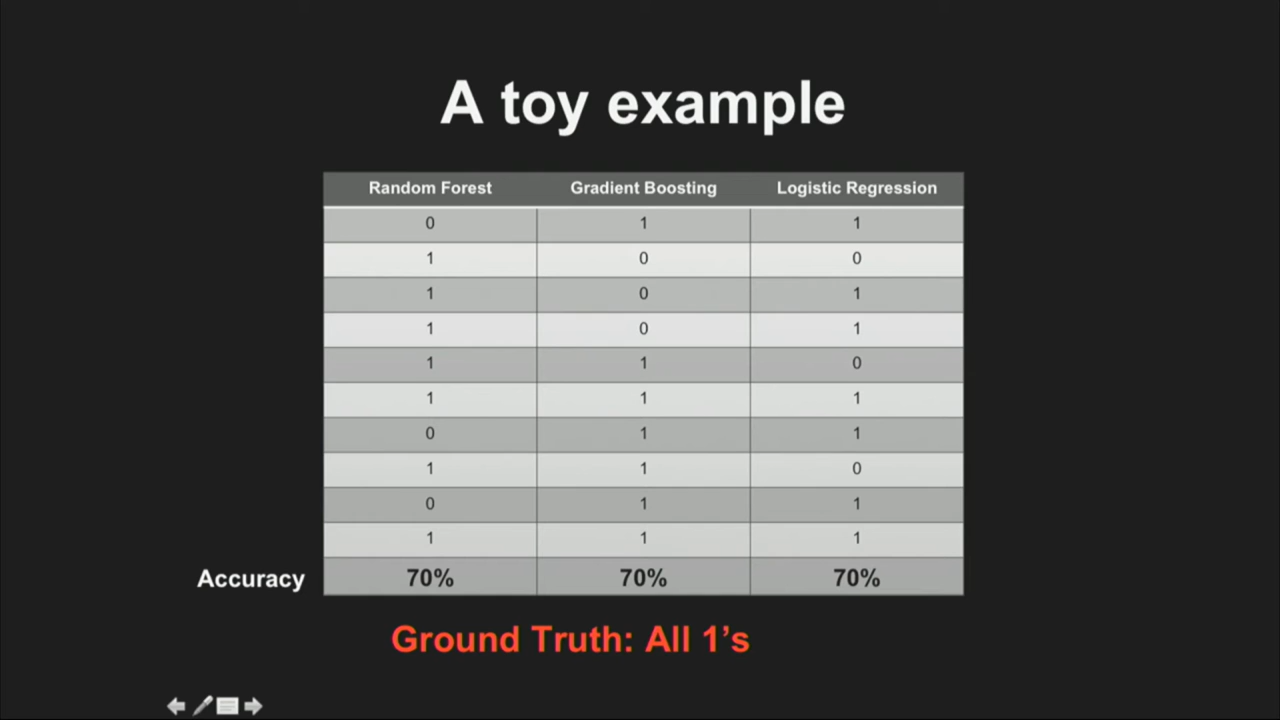 A toy example
Random Forest Gradient Boosting Logistic Regression
0 1 1
1 0 0
1 0 1
1 0 1
1 1 0
1 1 1
0 1 1
1 1 0
0 1 1
1 1 1
Accuracy 70% 70% 70%
Ground Truth: All 1’s